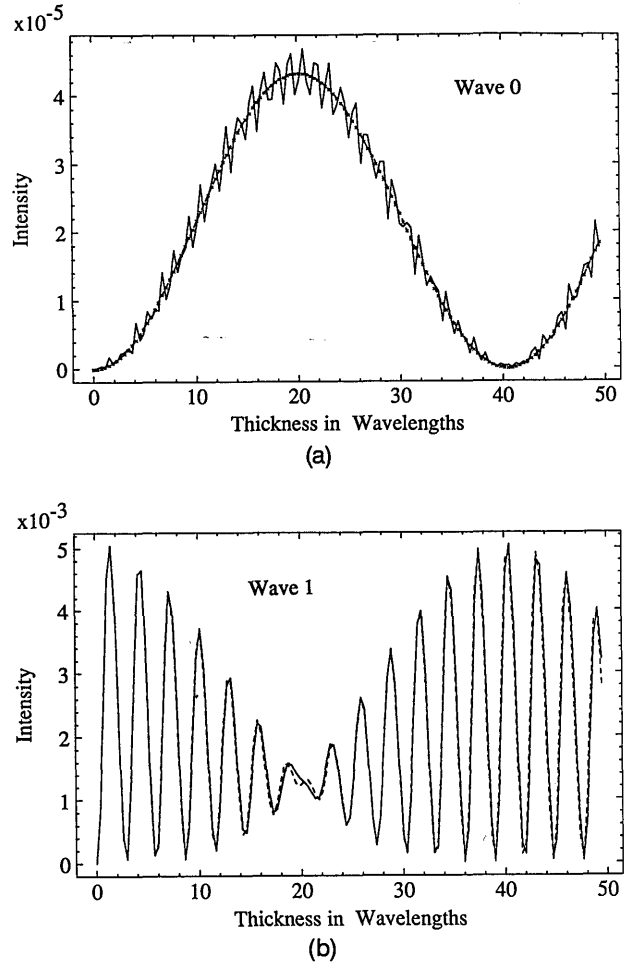 x10-5
4
3
2
1
0
Intensity
Wave 0
0 10 20 30 40 50
Thickness in Wavelengths
(a)
x10-3
5
4
3
2
1
0
Intensity
Wave 1
0 10 20 30 40 50
Thickness in Wavelengths
(b)